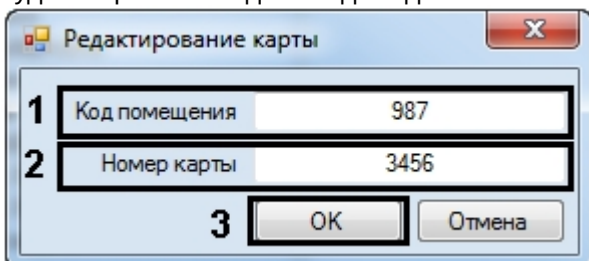 Редактирование карты
1 Код помещения 987
2 Номер карты 3456
3 OK Отмена